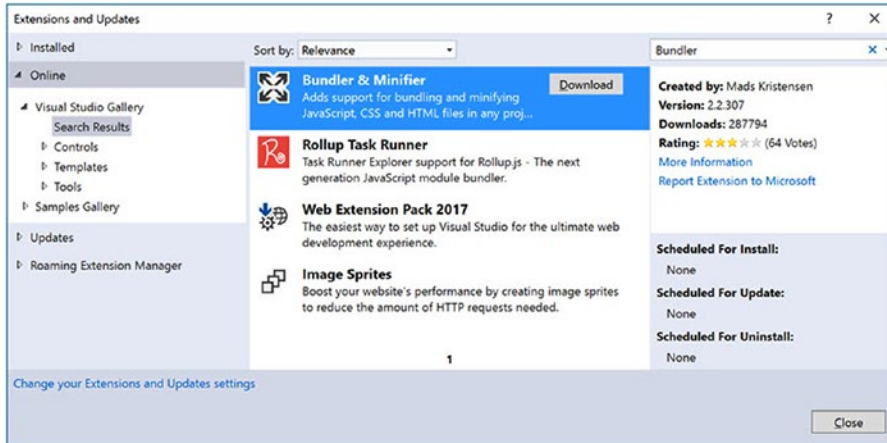 Extensions and Updates
? X
Installed
Online
Visual Studio Gallery
Search Results
Controls
Templates
Tools
Samples Gallery
Updates
Roaming Extension Manager
Sort by: Relevance
Bundler & Minifier
Download
Adds support for bundling and minifying
JavaScript, CSS and HTML files in any proj...
Rollup Task Runner
Task Runner Explorer support for Rollup.js - The next
generation JavaScript module bundler.
Web Extension Pack 2017
The easiest way to set up Visual Studio for the ultimate web
development experience.
Image Sprites
Boost your website's performance by creating image sprites
to reduce the amount of HTTP requests needed.
1
Bundler
Created by: Mads Kristensen
Version: 2.2.307
Downloads: 287794
Rating: (64 Votes)
More Information
Report Extension to Microsoft
Scheduled For Install:
None
Scheduled For Update:
None
Scheduled For Uninstall:
None
Change your Extensions and Updates settings
Close